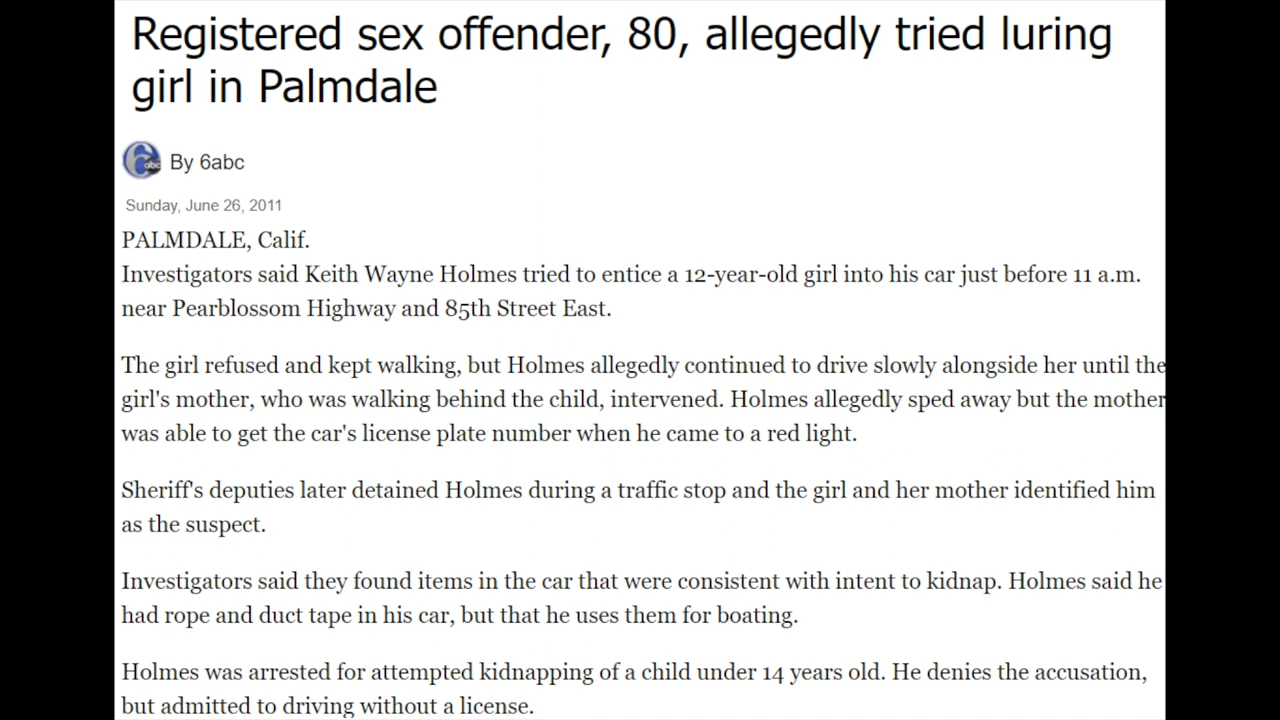 Registered sex offender, 80, allegedly tried luring
girl in Palmdale
6 abc
By 6abc
Sunday, June 26, 2011
PALMDALE, Calif.
Investigators said Keith Wayne Holmes tried to entice a 12-year-old girl into his car just before 11 a.m.
near Pearblossom Highway and 85th Street East.
The girl refused and kept walking, but Holmes allegedly continued to drive slowly alongside her until the
girl's mother, who was walking behind the child, intervened. Holmes allegedly sped away but the mother
was able to get the car's license plate number when he came to a red light.
Sheriff's deputies later detained Holmes during a traffic stop and the girl and her mother identified him
as the suspect.
Investigators said they found items in the car that were consistent with intent to kidnap. Holmes said he
had rope and duct tape in his car, but that he uses them for boating.
Holmes was arrested for attempted kidnapping of a child under 14 years old. He denies the accusation,
but admitted to driving without a license.